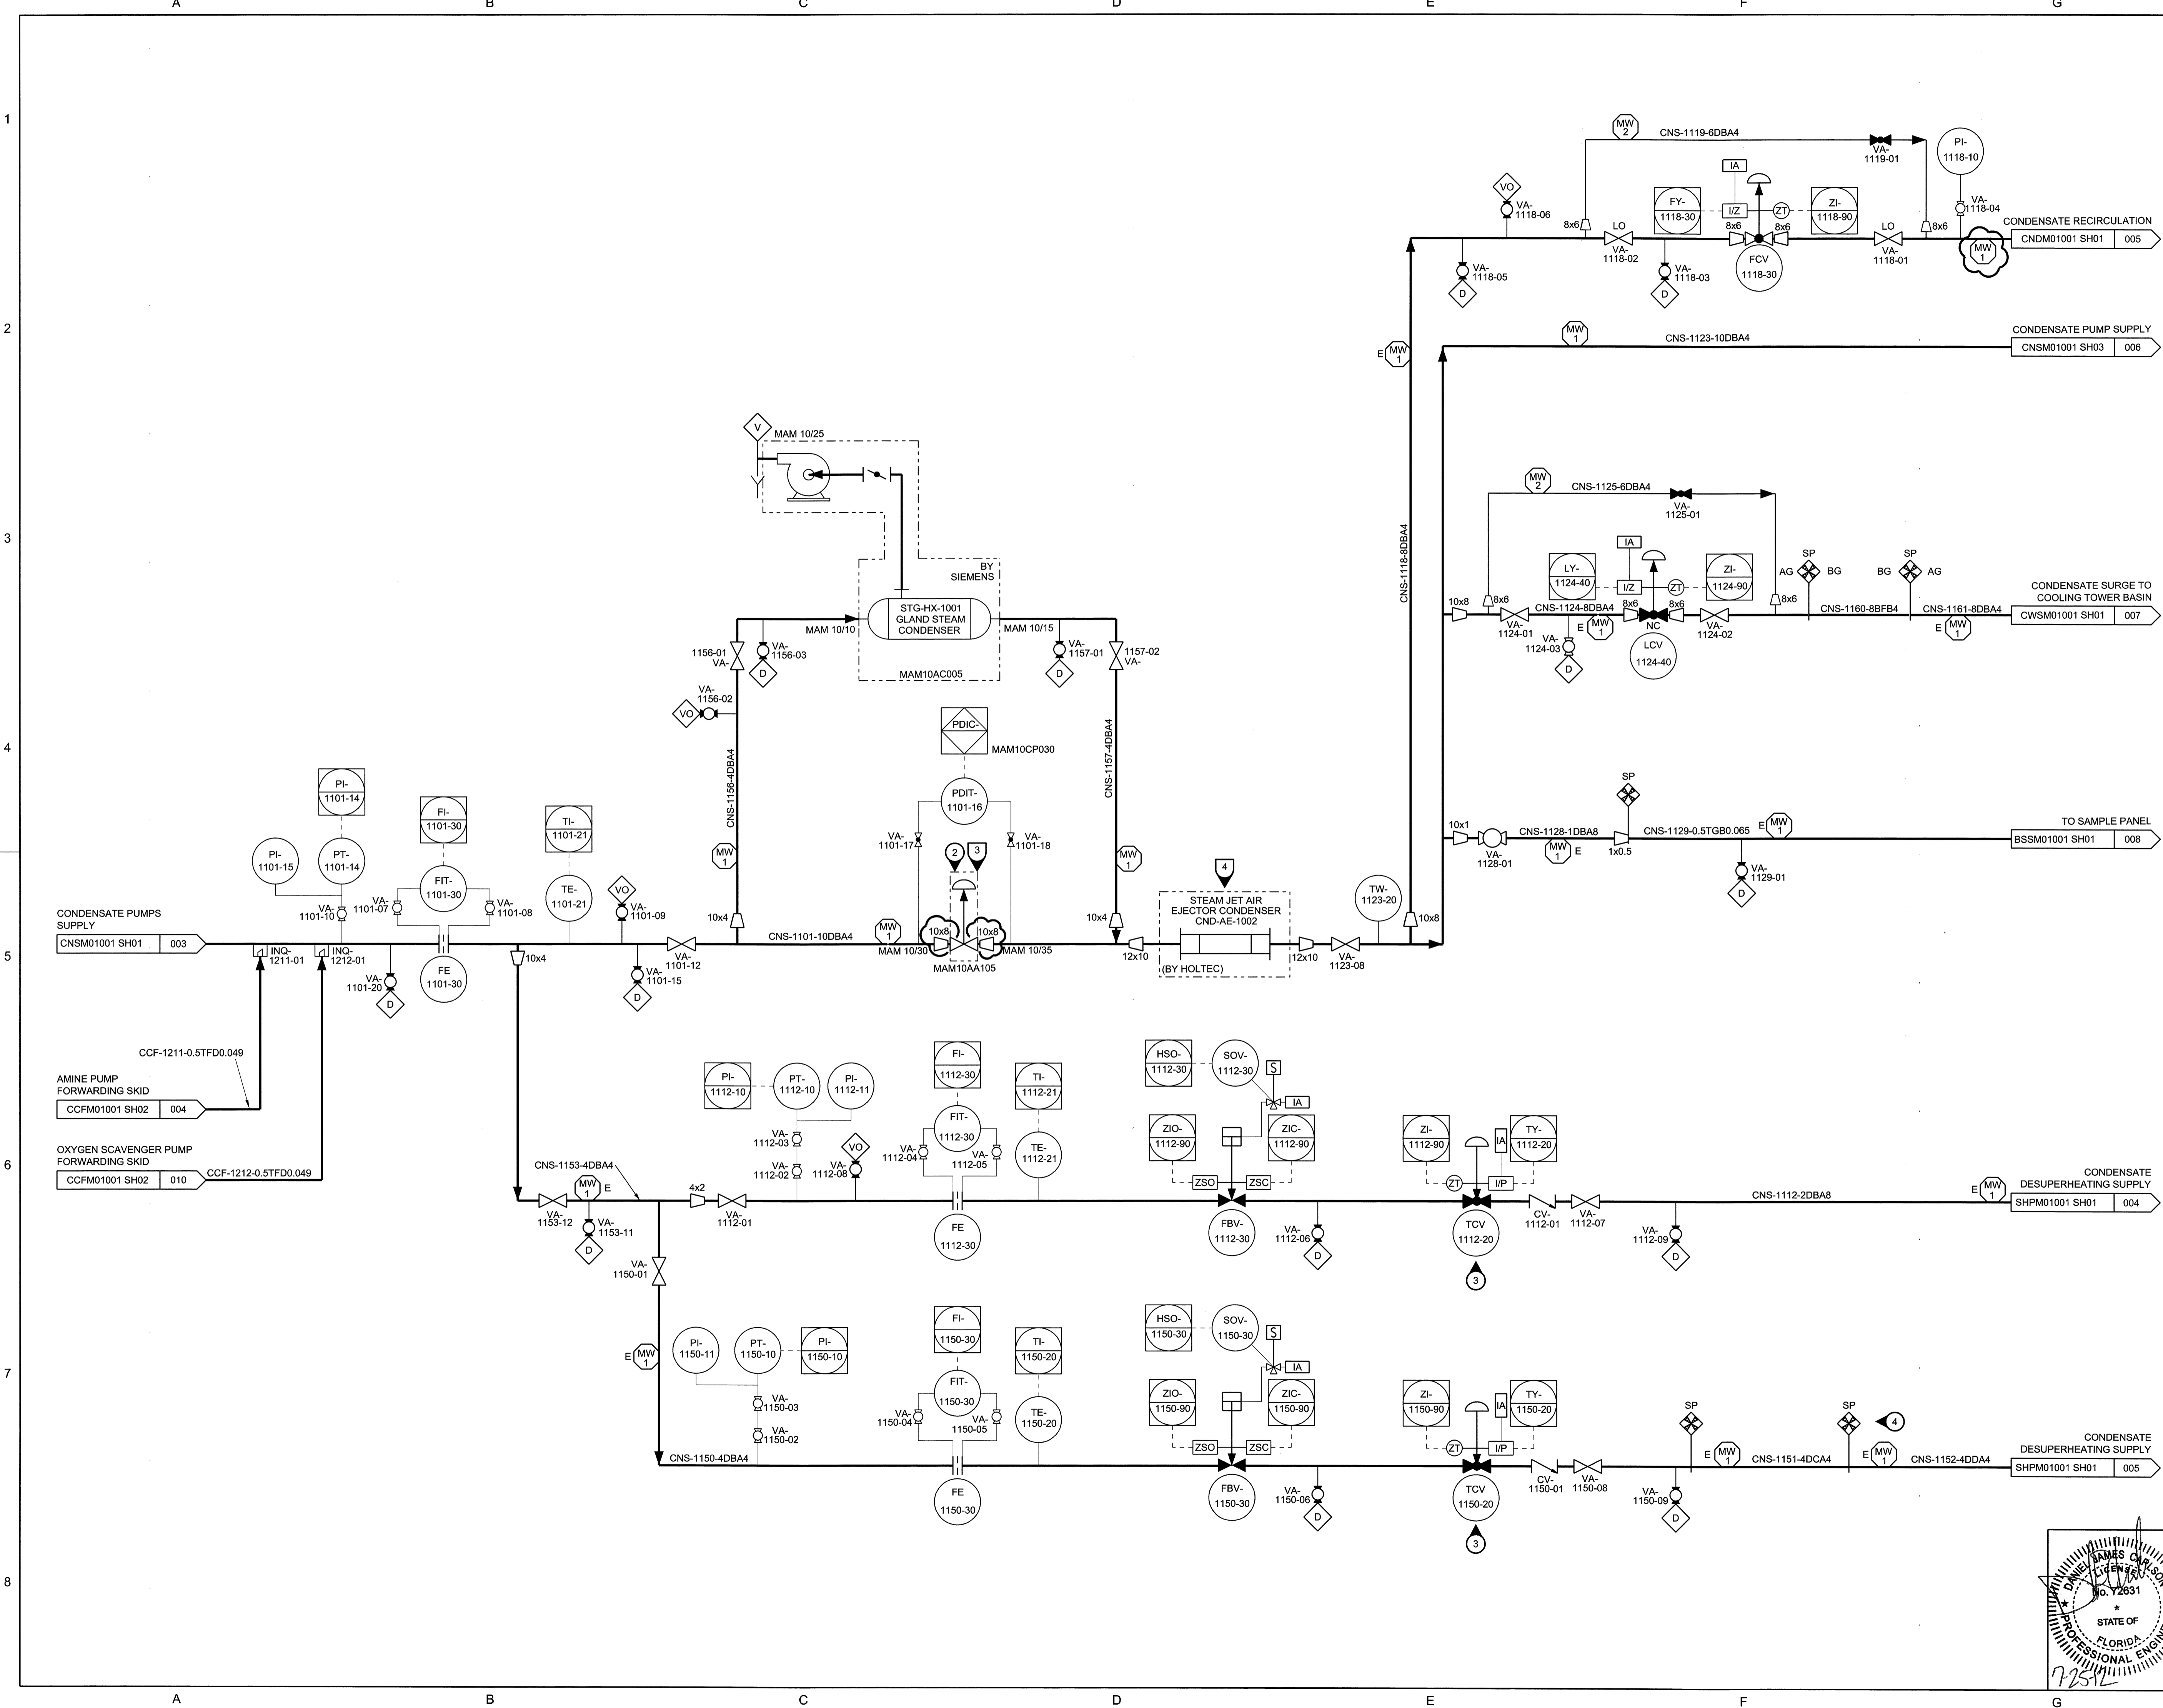 A B C D E F G
1
2
3
4
5
6
7
8
MW
2
CNS-1119-6DBA4
VA-
1119-01
PI-
1118-10
VA-
1118-04
IA
FY-
1118-30
I/Z
ZT
ZI-
1118-90
VO
VA-
1118-06
8x6
LO
VA-
1118-02
8x6
8x6
FCV
1118-30
LO
VA-
1118-01
8x6
MW
1
CONDENSATE RECIRCULATION
CNDM01001 SH01 005
VA-
1118-05
D
VA-
1118-03
D
E
MW
1
MW
1
CNS-1123-10DBA4
CONDENSATE PUMP SUPPLY
CNSM01001 SH03 006
V
MAM 10/25
BY
SIEMENS
STG-HX-1001
GLAND STEAM
CONDENSER
MAM 10/10
MAM 10/15
MAM10AC005
1156-01
VA-
VA-
1156-03
D
VA-
1156-02
VO
VA-
1157-01
D
1157-02
VA-
CNS-1156-4DBA4
CNS-1157-4DBA4
CNS-1118-8DBA4
MW
2
CNS-1125-6DBA4
VA-
1125-01
IA
LY-
1124-40
I/Z
ZT
ZI-
1124-90
10x8
8x6
VA-
1124-01
CNS-1124-8DBA4
8x6
8x6
E
MW
1
NC
LCV
1124-40
VA-
1124-02
VA-
1124-03
D
8x6
SP
AG
BG
SP
BG
AG
CNS-1160-8BFB4
CNS-1161-8DBA4
E
MW
1
CONDENSATE SURGE TO
COOLING TOWER BASIN
CWSM01001 SH01 007
PDIC-
MAM10CP030
PDIT-
1101-16
VA-
1101-17
VA-
1101-18
2
3
10x8
10x8
MAM 10/30
MAM 10/35
MAM10AA105
MW
1
MW
1
SP
10x1
VA-
1128-01
CNS-1128-1DBA8
MW
1
E
1x0.5
CNS-1129-0.5TGB0.065
E
MW
1
VA-
1129-01
D
TO SAMPLE PANEL
BSSM01001 SH01 008
PI-
1101-14
PI-
1101-15
PT-
1101-14
VA-
1101-10
FI-
1101-30
FIT-
1101-30
VA-
1101-07
VA-
1101-08
TI-
1101-21
TE-
1101-21
VO
VA-
1101-09
CONDENSATE PUMPS
SUPPLY
CNSM01001 SH01 003
INQ-
1211-01
INQ-
1212-01
VA-
1101-20
D
FE
1101-30
10x4
VA-
1101-15
D
VA-
1101-12
10x4
CNS-1101-10DBA4
MW
1
10x4
12x10
4
STEAM JET AIR
EJECTOR CONDENSER
CND-AE-1002
(BY HOLTEC)
12x10
VA-
1123-08
TW-
1123-20
10x8
CCF-1211-0.5TFD0.049
AMINE PUMP
FORWARDING SKID
CCFM01001 SH02 004
OXYGEN SCAVENGER PUMP
FORWARDING SKID
CCFM01001 SH02 010
CCF-1212-0.5TFD0.049
CNS-1153-4DBA4
VA-
1153-12
MW
1
E
VA-
1153-11
D
4x2
VA-
1112-01
PI-
1112-10
PT-
1112-10
PI-
1112-11
VA-
1112-03
VA-
1112-02
VO
VA-
1112-08
FI-
1112-30
FIT-
1112-30
VA-
1112-04
VA-
1112-05
FE
1112-30
TI-
1112-21
TE-
1112-21
HSO-
1112-30
SOV-
1112-30
S
IA
ZIO-
1112-90
ZIC-
1112-90
ZSO
ZSC
FBV-
1112-30
VA-
1112-06
D
ZI-
1112-90
IA
TY-
1112-20
ZT
I/P
TCV
1112-20
3
CV-
1112-01
VA-
1112-07
VA-
1112-09
D
CNS-1112-2DBA8
E
MW
1
CONDENSATE
DESUPERHEATING SUPPLY
SHPM01001 SH01 004
VA-
1150-01
E
MW
1
PI-
1150-11
PT-
1150-10
PI-
1150-10
VA-
1150-03
VA-
1150-02
CNS-1150-4DBA4
FI-
1150-30
FIT-
1150-30
VA-
1150-04
VA-
1150-05
FE
1150-30
TI-
1150-20
TE-
1150-20
HSO-
1150-30
SOV-
1150-30
S
IA
ZIO-
1150-90
ZIC-
1150-90
ZSO
ZSC
FBV-
1150-30
VA-
1150-06
D
ZI-
1150-90
IA
TY-
1150-20
ZT
I/P
TCV
1150-20
3
CV-
1150-01
VA-
1150-08
VA-
1150-09
D
SP
E
MW
1
CNS-1151-4DCA4
SP
4
E
MW
1
CNS-1152-4DDA4
CONDENSATE
DESUPERHEATING SUPPLY
SHPM01001 SH01 005
DANIEL JAMES CARLSON
LICENSE
No. 72631
STATE OF
FLORIDA
PROFESSIONAL
7-25-12
A B C D E F G